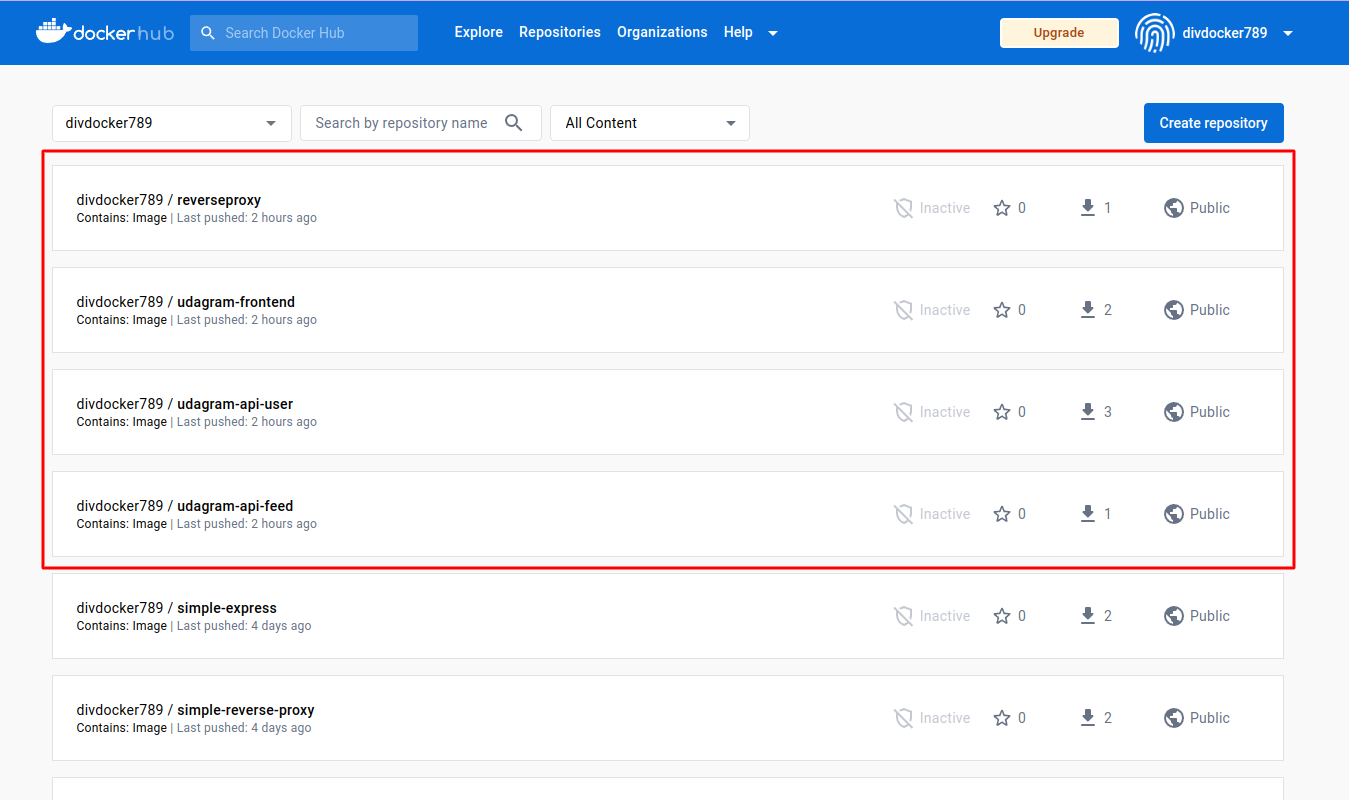 docker hub Search Docker Hub Explore Repositories Organizations Help Upgrade divdocker789
divdocker789 Search by repository name All Content Create repository
divdocker789 / reverseproxy
Contains: Image | Last pushed: 2 hours ago
Inactive 0 1 Public
divdocker789 / udagram-frontend
Contains: Image | Last pushed: 2 hours ago
Inactive 0 2 Public
divdocker789 / udagram-api-user
Contains: Image | Last pushed: 2 hours ago
Inactive 0 3 Public
divdocker789 / udagram-api-feed
Contains: Image | Last pushed: 2 hours ago
Inactive 0 1 Public
divdocker789 / simple-express
Contains: Image | Last pushed: 4 days ago
Inactive 0 2 Public
divdocker789 / simple-reverse-proxy
Contains: Image | Last pushed: 4 days ago
Inactive 0 2 Public